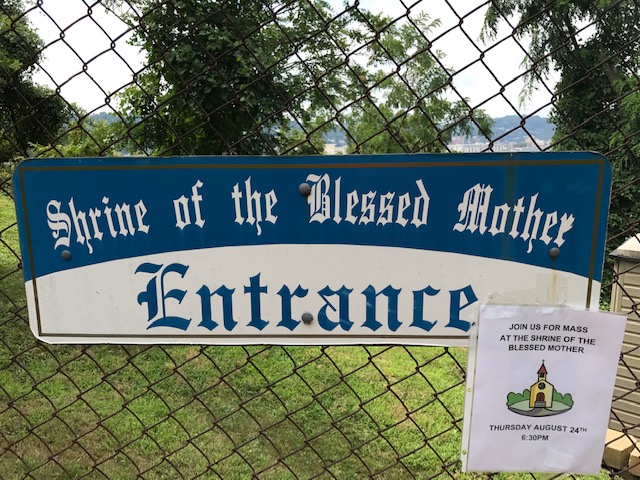 Shrine of the Blessed Mother
Entrance
JOIN US FOR MASS
AT THE SHRINE OF THE
BLESSED MOTHER
THURSDAY AUGUST 24TH
6:30PM